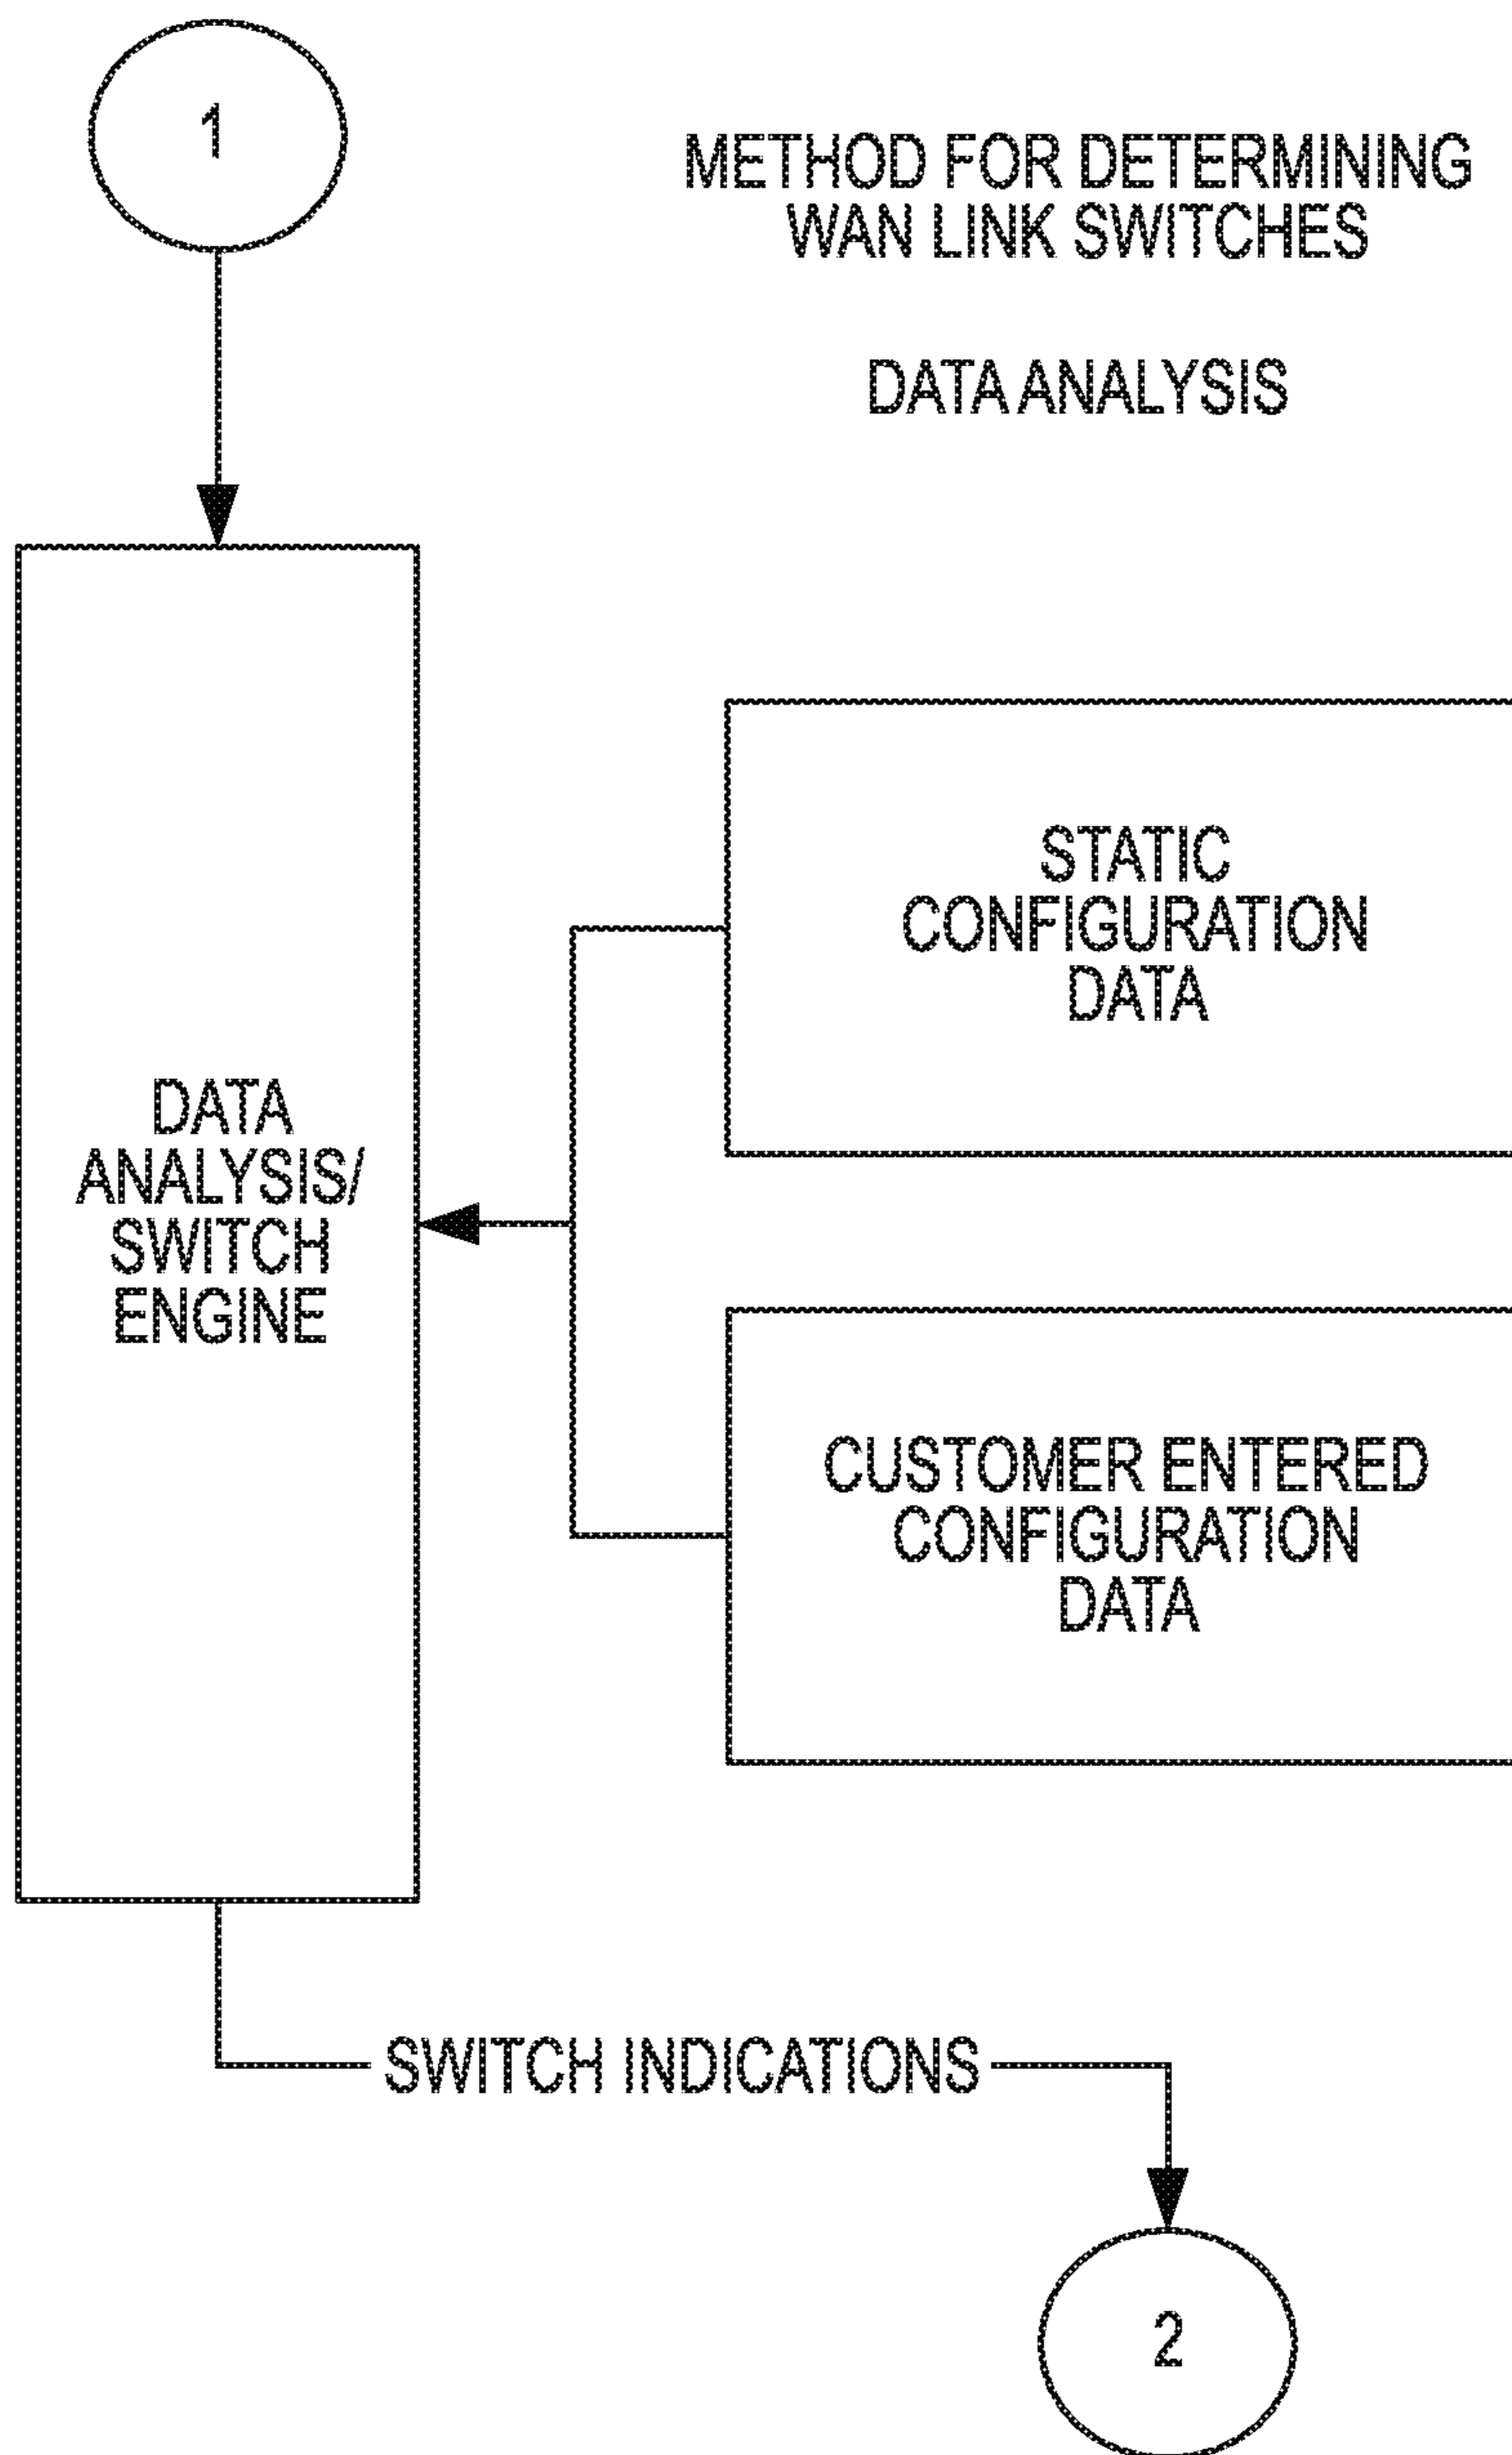 1
METHOD FOR DETERMINING
WAN LINK SWITCHES
DATA ANALYSIS
STATIC
CONFIGURATION
DATA
DATA
ANALYSIS/
SWITCH
ENGINE
CUSTOMER ENTERED
CONFIGURATION
DATA
SWITCH INDICATIONS
2